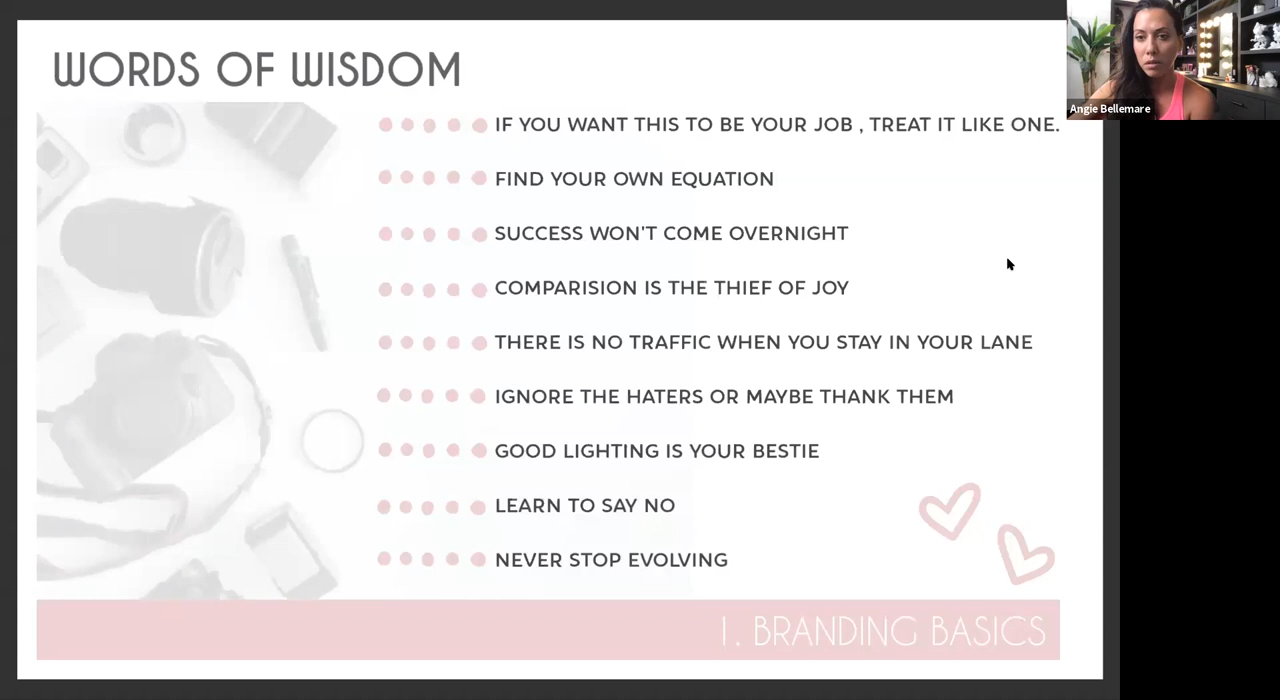 WORDS OF WISDOM
IF YOU WANT THIS TO BE YOUR JOB , TREAT IT LIKE ONE.
FIND YOUR OWN EQUATION
SUCCESS WON'T COME OVERNIGHT
COMPARISION IS THE THIEF OF JOY
THERE IS NO TRAFFIC WHEN YOU STAY IN YOUR LANE
IGNORE THE HATERS OR MAYBE THANK THEM
GOOD LIGHTING IS YOUR BESTIE
LEARN TO SAY NO
NEVER STOP EVOLVING
1. BRANDING BASICS
Angie Bellemare